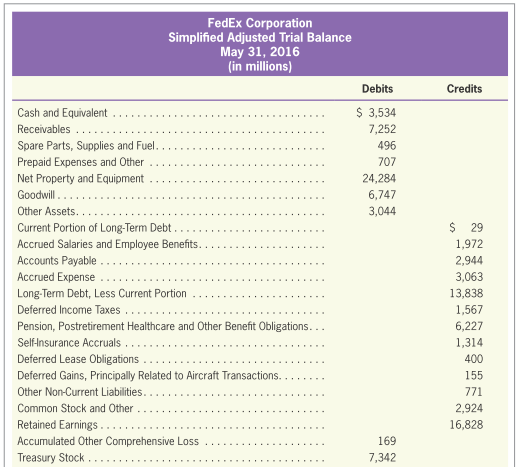 FedEx Corporation
Simplified Adjusted Trial Balance
May 31, 2016
(in millions)
Debits Credits
Cash and Equivalent . . . . . . . . . . . . . . . . . . . . . . . . . . . . . . . . . . $ 3,534
Receivables . . . . . . . . . . . . . . . . . . . . . . . . . . . . . . . . . . . . . . . . 7,252
Spare Parts, Supplies and Fuel. . . . . . . . . . . . . . . . . . . . . . . . . . . 496
Prepaid Expenses and Other . . . . . . . . . . . . . . . . . . . . . . . . . . . . 707
Net Property and Equipment . . . . . . . . . . . . . . . . . . . . . . . . . . . . 24,284
Goodwill. . . . . . . . . . . . . . . . . . . . . . . . . . . . . . . . . . . . . . . . . . . 6,747
Other Assets. . . . . . . . . . . . . . . . . . . . . . . . . . . . . . . . . . . . . . . . 3,044
Current Portion of Long-Term Debt . . . . . . . . . . . . . . . . . . . . . . . . $ 29
Accrued Salaries and Employee Benefits. . . . . . . . . . . . . . . . . . . . 1,972
Accounts Payable . . . . . . . . . . . . . . . . . . . . . . . . . . . . . . . . . . . . 2,944
Accrued Expense . . . . . . . . . . . . . . . . . . . . . . . . . . . . . . . . . . . . 3,063
Long-Term Debt, Less Current Portion . . . . . . . . . . . . . . . . . . . . . 13,838
Deferred Income Taxes . . . . . . . . . . . . . . . . . . . . . . . . . . . . . . . . 1,567
Pension, Postretirement Healthcare and Other Benefit Obligations. . . 6,227
Self-Insurance Accruals . . . . . . . . . . . . . . . . . . . . . . . . . . . . . . . 1,314
Deferred Lease Obligations . . . . . . . . . . . . . . . . . . . . . . . . . . . . . 400
Deferred Gains, Principally Related to Aircraft Transactions. . . . . . . . 155
Other Non-Current Liabilities. . . . . . . . . . . . . . . . . . . . . . . . . . . . . 771
Common Stock and Other . . . . . . . . . . . . . . . . . . . . . . . . . . . . . . 2,924
Retained Earnings. . . . . . . . . . . . . . . . . . . . . . . . . . . . . . . . . . . . 16,828
Accumulated Other Comprehensive Loss . . . . . . . . . . . . . . . . . . . 169
Treasury Stock . . . . . . . . . . . . . . . . . . . . . . . . . . . . . . . . . . . . . . 7,342